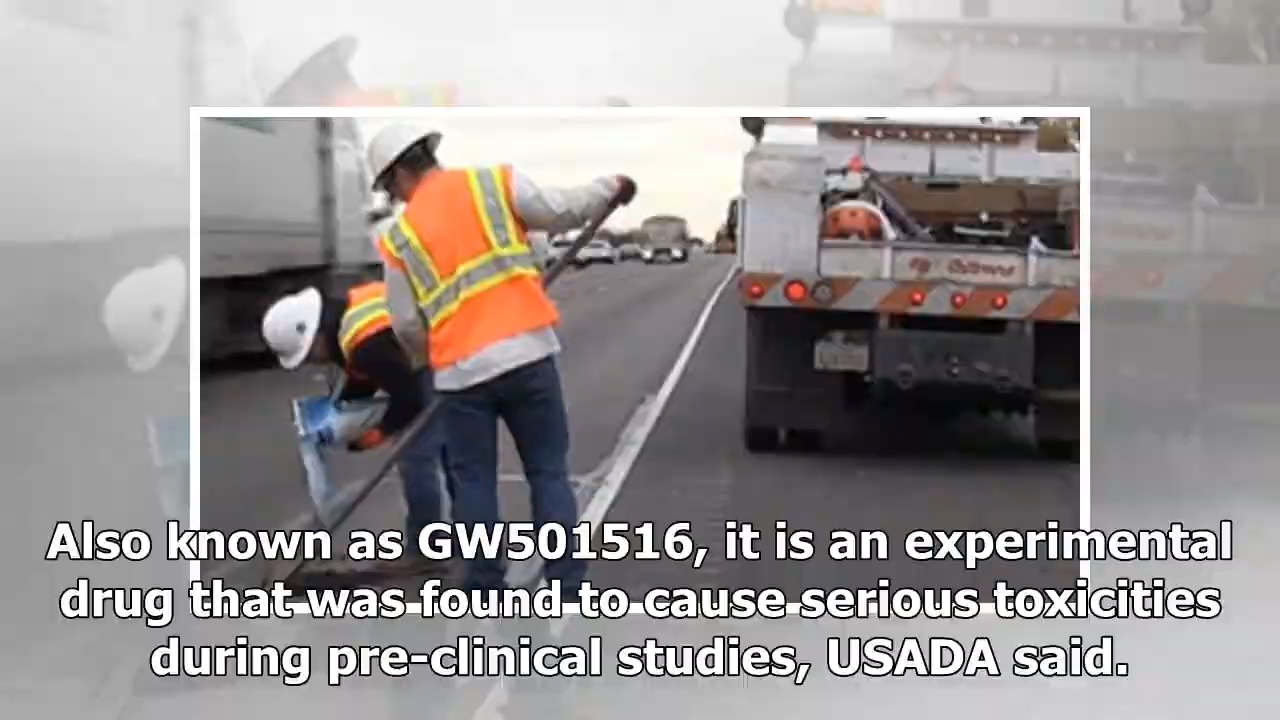 Also known as GW501516, it is an experimental
drug that was found to cause serious toxicities
during pre-clinical studies, USADA said.